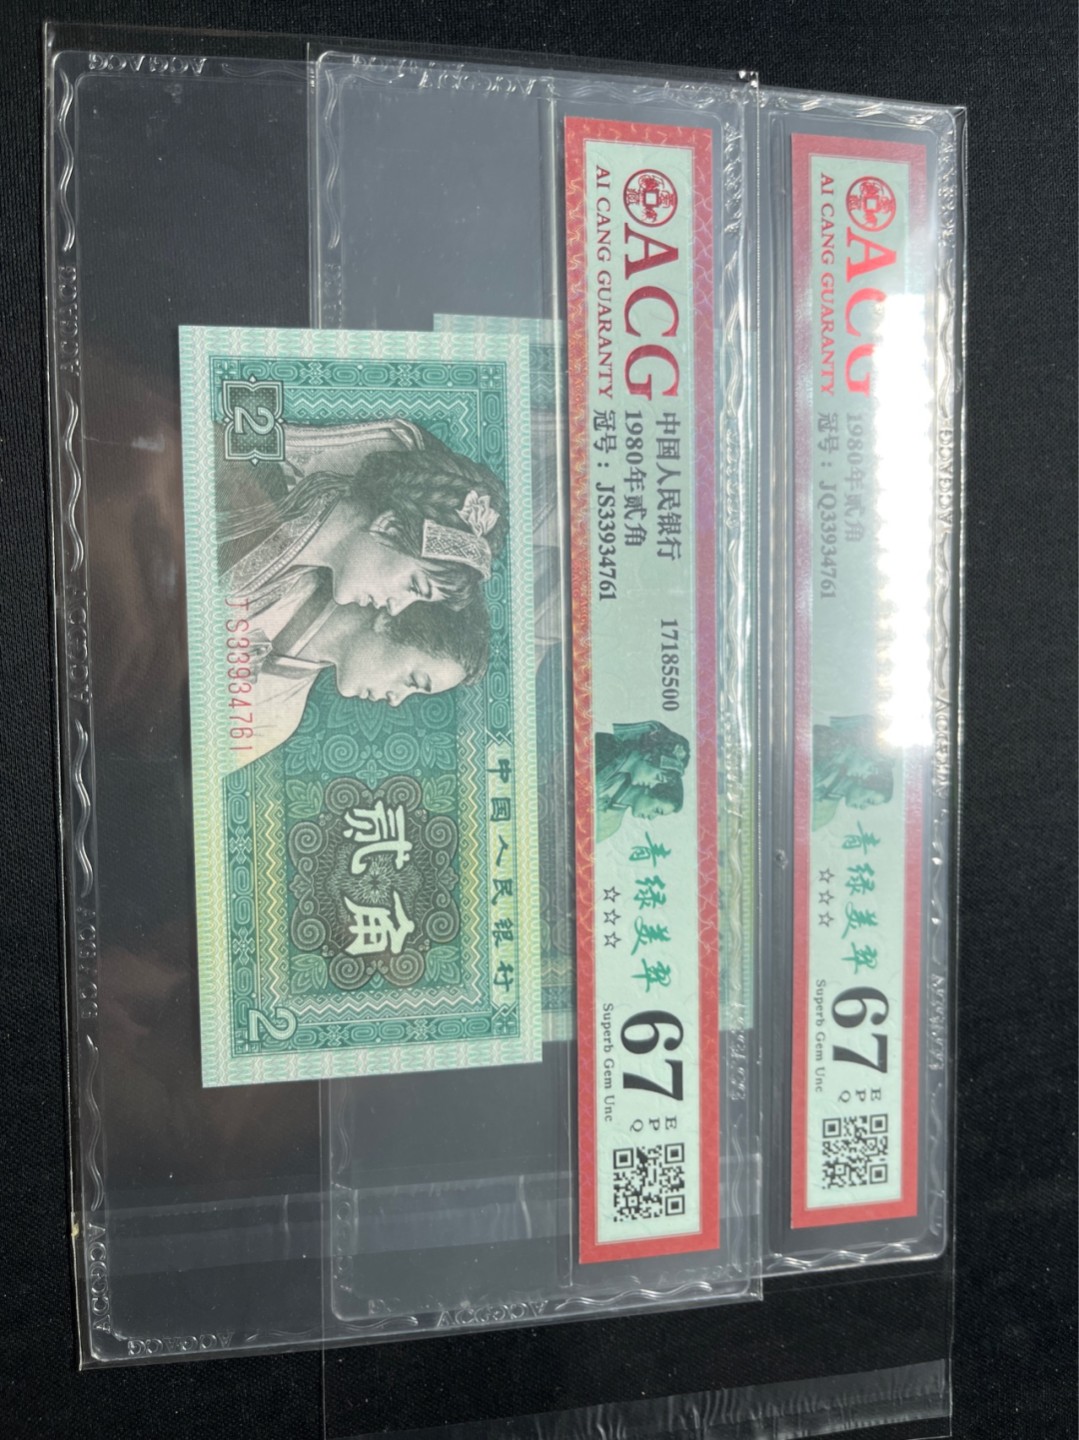 ACG
AI CANG GUARANTY
中国人民银行 17185500
1980年贰角
冠号：JS33934761
青绿美翠
☆☆☆
67
EPQ
Superb Gem Unc
中国人民银行
贰角
2
2
JS33934761
ACG
AI CANG GUARANTY
1980年贰角
冠号：JQ33934761
青绿美翠
☆☆☆
67
EPQ
Superb Gem Unc